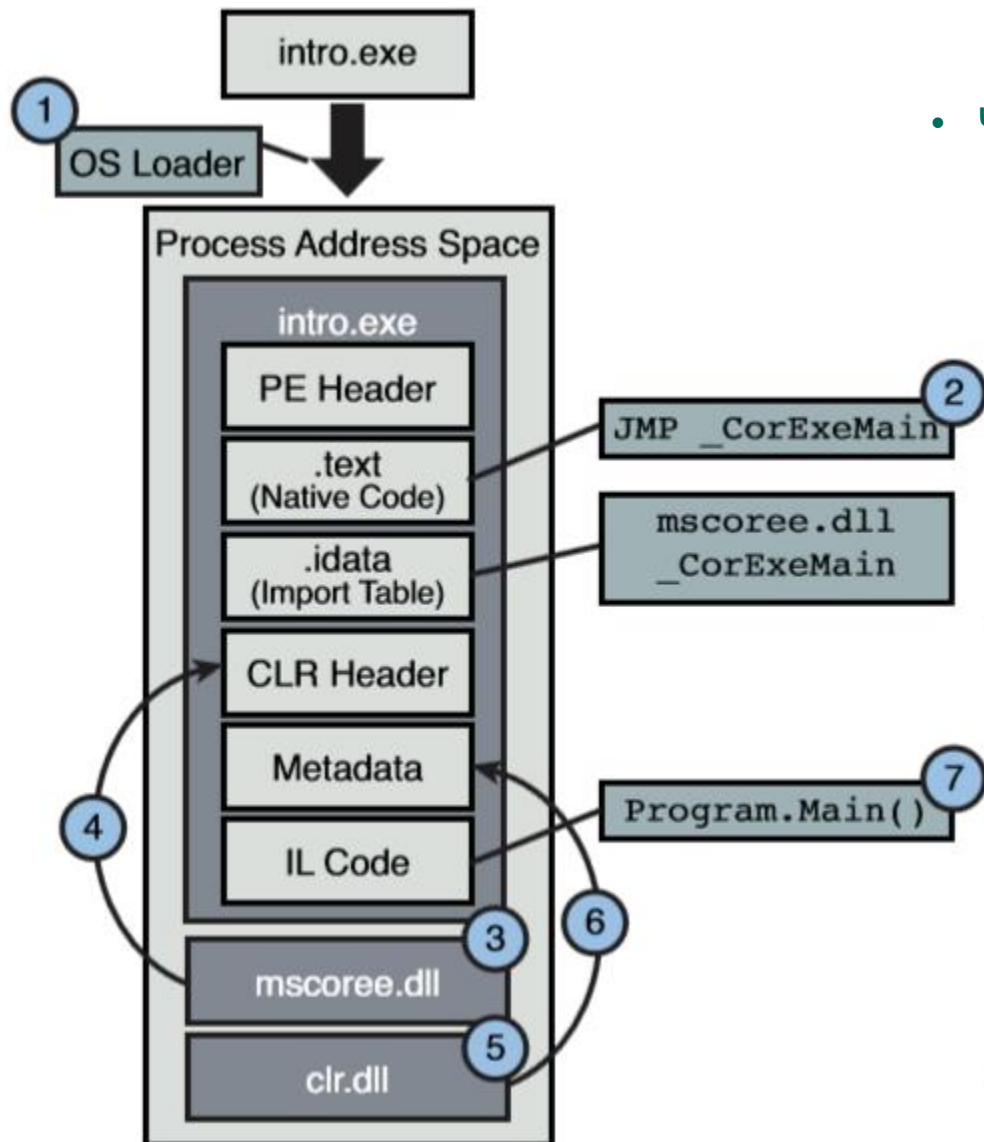 intro.exe
1
OS Loader
Process Address Space
intro.exe
PE Header
2
JMP _CorExeMain
.text
(Native Code)
mscoree.dll
_CorExeMain
.idata
(Import Table)
CLR Header
Metadata
7
Program.Main()
4
IL Code
6
3
mscoree.dll
5
clr.dll